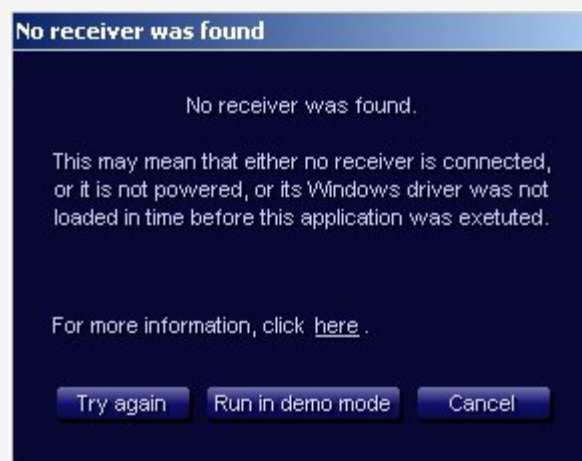 No receiver was found
No receiver was found.
This may mean that either no receiver is connected,
or it is not powered, or its Windows driver was not
loaded in time before this application was exetuted.
For more information, click here .
Try again Run in demo mode Cancel